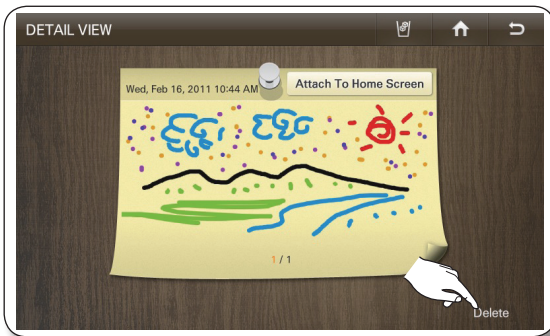 DETAIL VIEW
Wed, Feb 16, 2011 10:44 AM
Attach To Home Screen
1 / 1
Delete